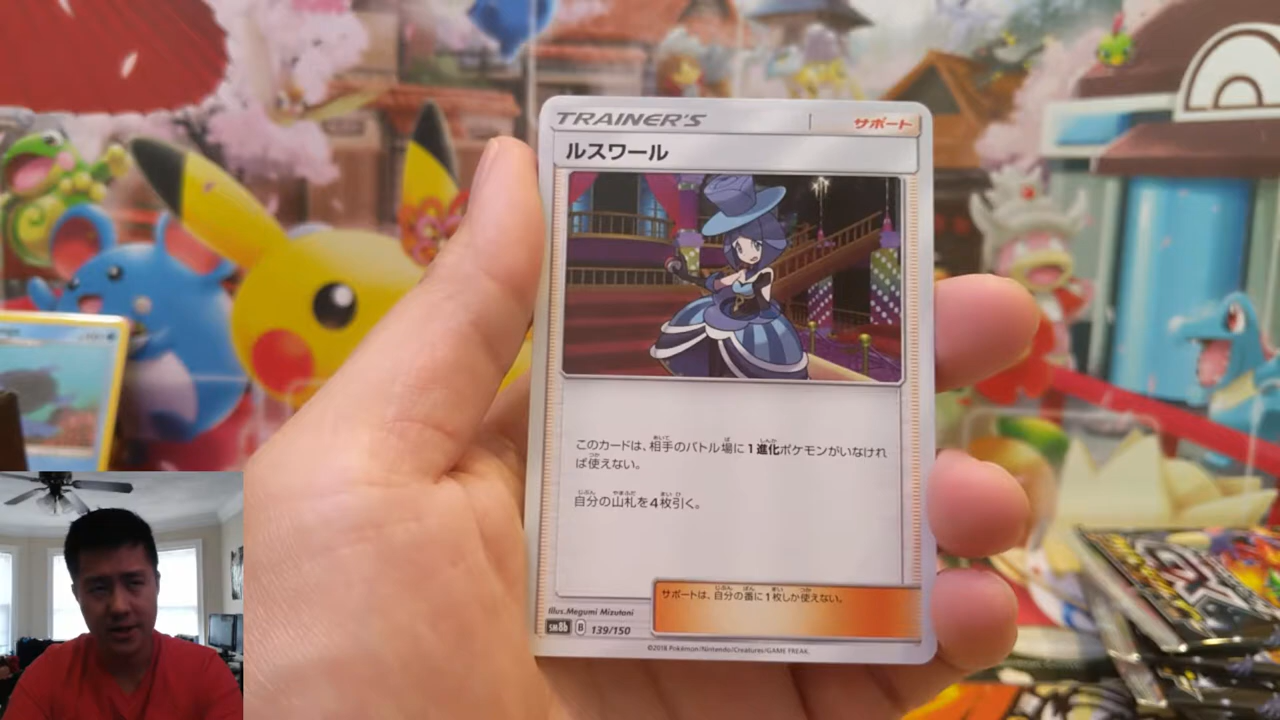 TRAINER'S
サポート
ルスワール
このカードは、相手のバトル場に1進化ポケモンがいなけれ
ば使えない。
自分の山札を4枚引く。
サポートは、自分の番に1枚しか使えない。
Illus.Megumi Mizutani
SM8b B 139/150
©2018 Pokémon/Nintendo/Creatures/GAME FREAK.